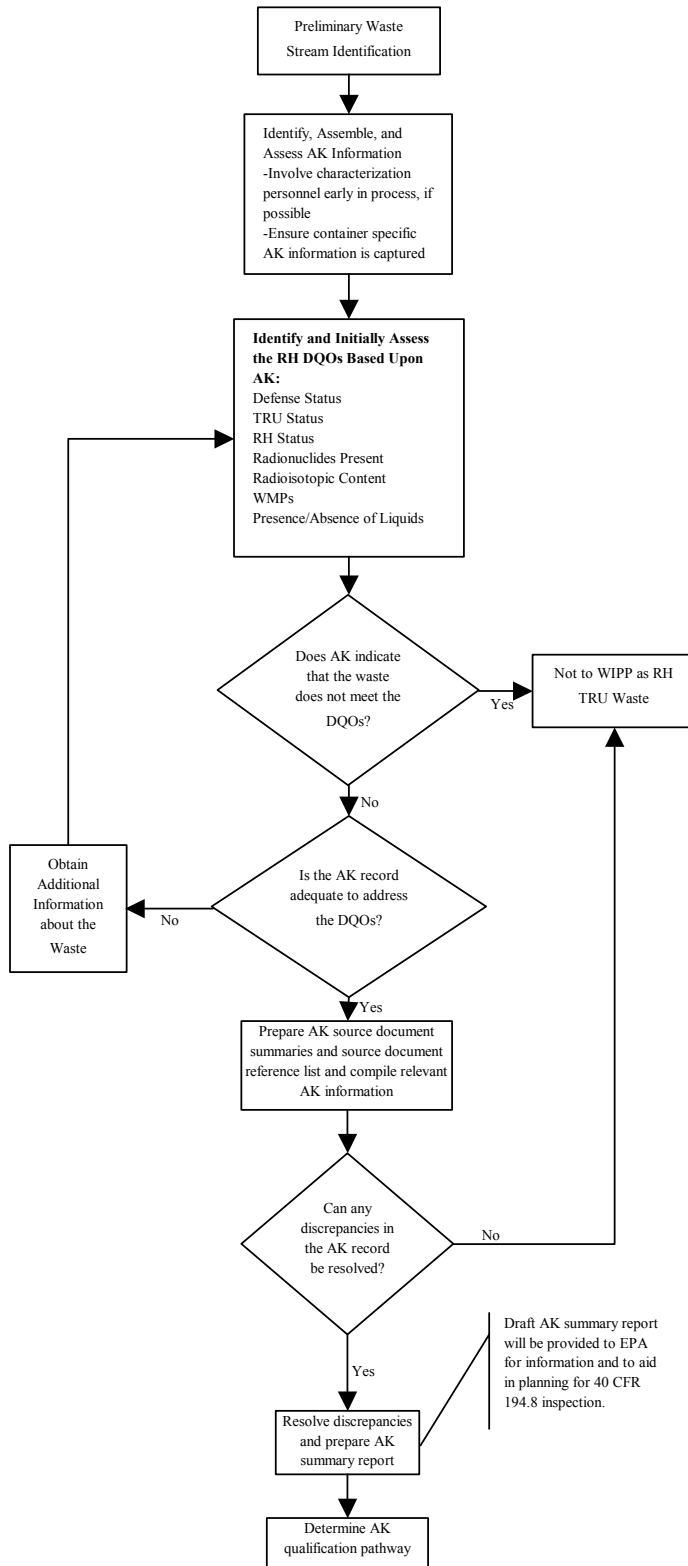 Preliminary Waste
Stream Identification
Identify, Assemble, and
Assess AK Information
-Involve characterization
personnel early in process, if
possible
-Ensure container specific
AK information is captured
Identify and Initially Assess
the RH DQOs Based Upon
AK:
Defense Status
TRU Status
RH Status
Radionuclides Present
Radioisotopic Content
WMPs
Presence/Absence of Liquids
Does AK indicate
that the waste
does not meet the
DQOs?
Yes
Not to WIPP as RH
TRU Waste
No
Is the AK record
adequate to address
the DQOs?
No
Obtain
Additional
Information
about the
Waste
Yes
Prepare AK source document
summaries and source document
reference list and compile relevant
AK information
Can any
discrepancies in
the AK record
be resolved?
No
Yes
Draft AK summary report
will be provided to EPA
for information and to aid
in planning for 40 CFR
194.8 inspection.
Resolve discrepancies
and prepare AK
summary report
Determine AK
qualification pathway